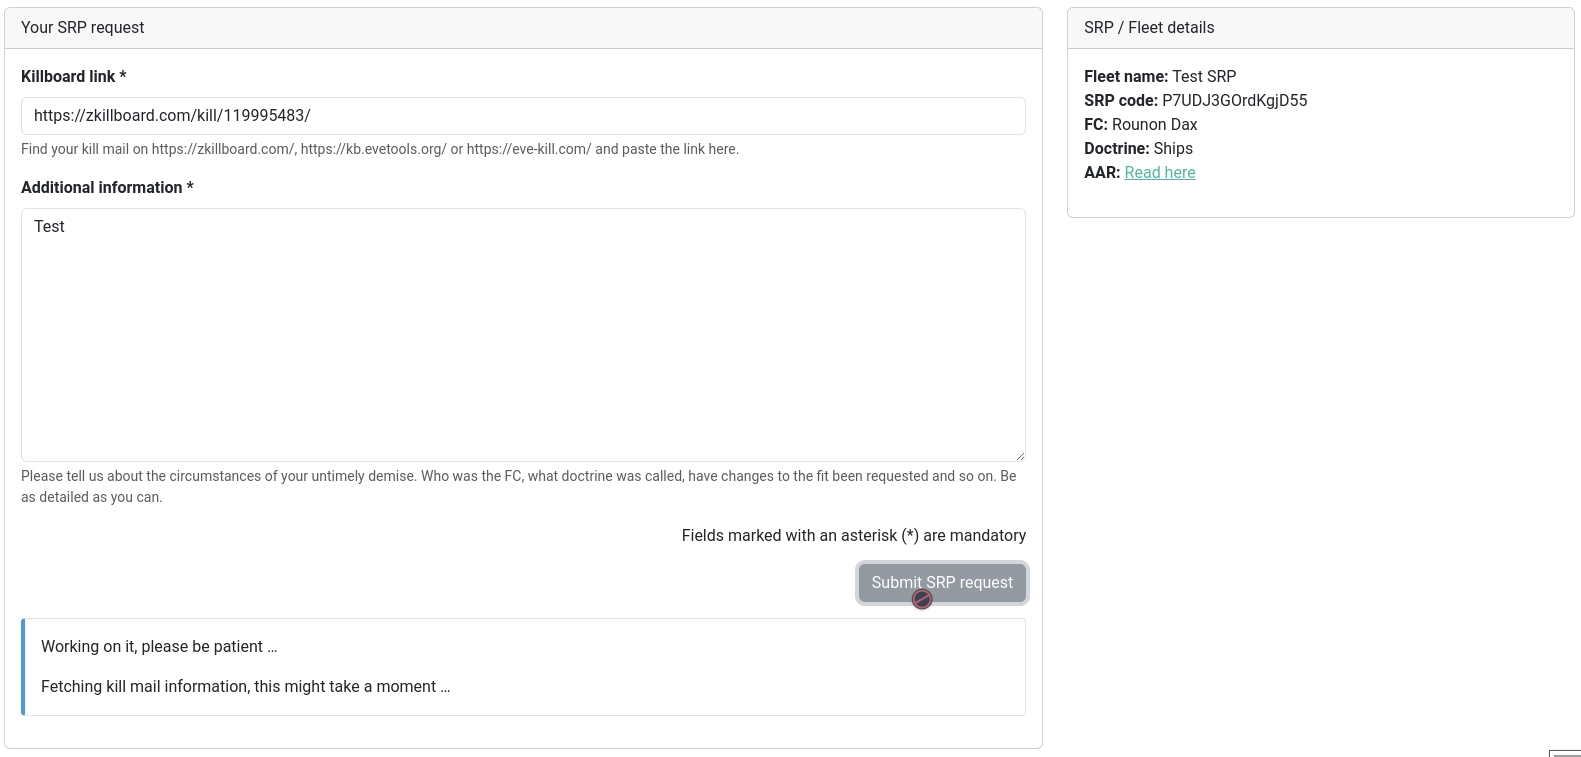 Your SRP request
Killboard link *
https://zkillboard.com/kill/119995483/
Find your kill mail on https://zkillboard.com/, https://kb.evetools.org/ or https://eve-kill.com/ and paste the link here.
Additional information *
Test
Please tell us about the circumstances of your untimely demise. Who was the FC, what doctrine was called, have changes to the fit been requested and so on. Be
as detailed as you can.
Fields marked with an asterisk (*) are mandatory
Submit SRP request
Working on it, please be patient ...
Fetching kill mail information, this might take a moment ...
SRP / Fleet details
Fleet name: Test SRP
SRP code: P7UDJ3GOrdKgjD55
FC: Rounon Dax
Doctrine: Ships
AAR: Read here